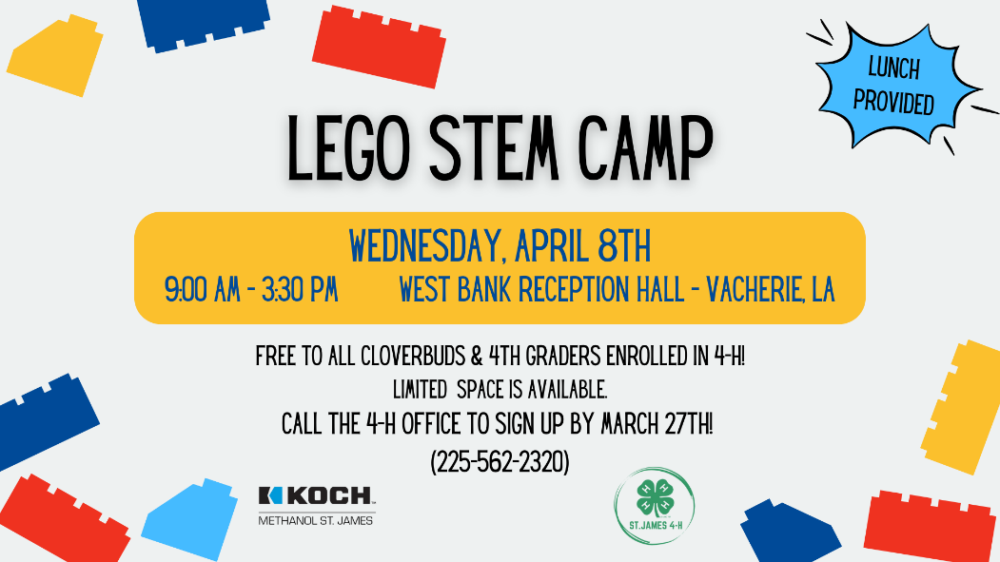 LUNCH
PROVIDED
LEGO STEM CAMP
WEDNESDAY, APRIL 8TH
9:00 AM - 3:30 PM WEST BANK RECEPTION HALL - VACHERIE, LA
FREE TO ALL CLOVERBUDS & 4TH GRADERS ENROLLED IN 4-H!
LIMITED SPACE IS AVAILABLE.
CALL THE 4-H OFFICE TO SIGN UP BY MARCH 27TH!
(225-562-2320)
KOCH™
METHANOL ST. JAMES
H H H H
ST. JAMES 4-H